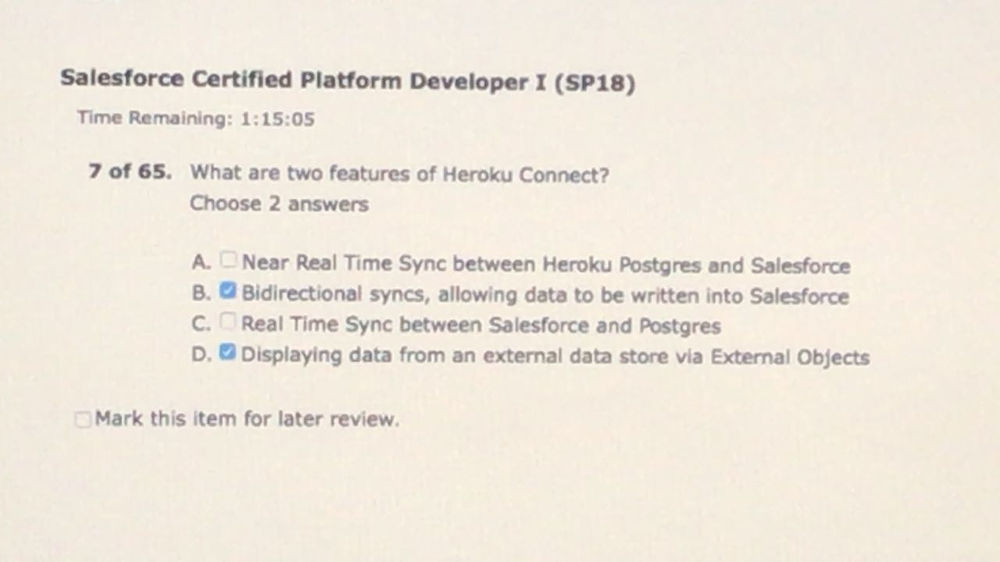 Salesforce Certified Platform Developer I (SP18)
Time Remaining: 1:15:05
7 of 65. What are two features of Heroku Connect?
Choose 2 answers
A. Near Real Time Sync between Heroku Postgres and Salesforce
B. Bidirectional syncs, allowing data to be written into Salesforce
C. Real Time Sync between Salesforce and Postgres
D. Displaying data from an external data store via External Objects
Mark this item for later review.